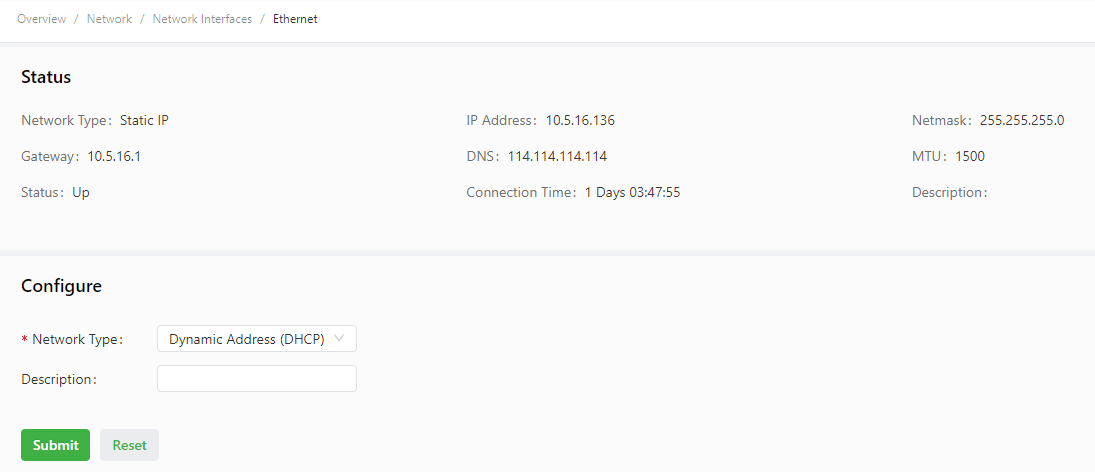 Overview / Network / Network Interfaces / Ethernet
Status
Network Type: Static IP
IP Address: 10.5.16.136
Netmask: 255.255.255.0
Gateway: 10.5.16.1
DNS: 114.114.114.114
MTU: 1500
Status: Up
Connection Time: 1 Days 03:47:55
Description:
Configure
* Network Type: Dynamic Address (DHCP)
Description:
Submit Reset